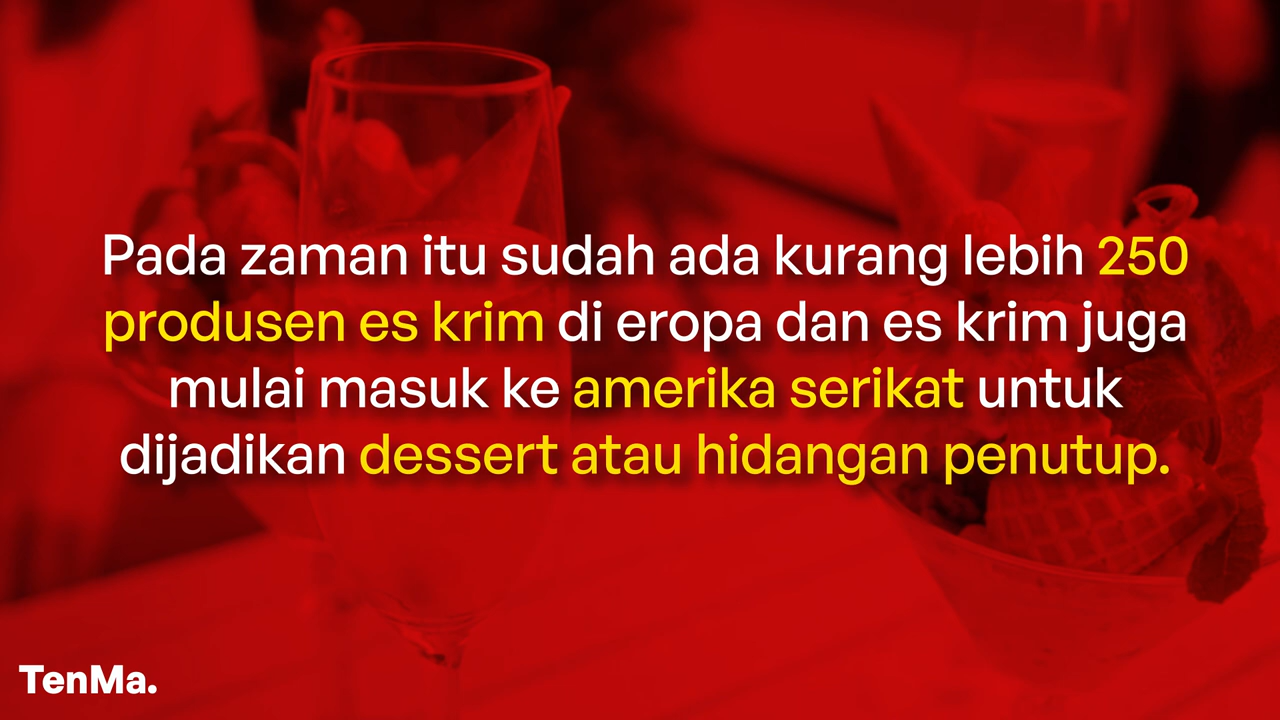 Pada zaman itu sudah ada kurang lebih 250
produsen es krim di eropa dan es krim juga
mulai masuk ke amerika serikat untuk
dijadikan dessert atau hidangan penutup.
TenMa.